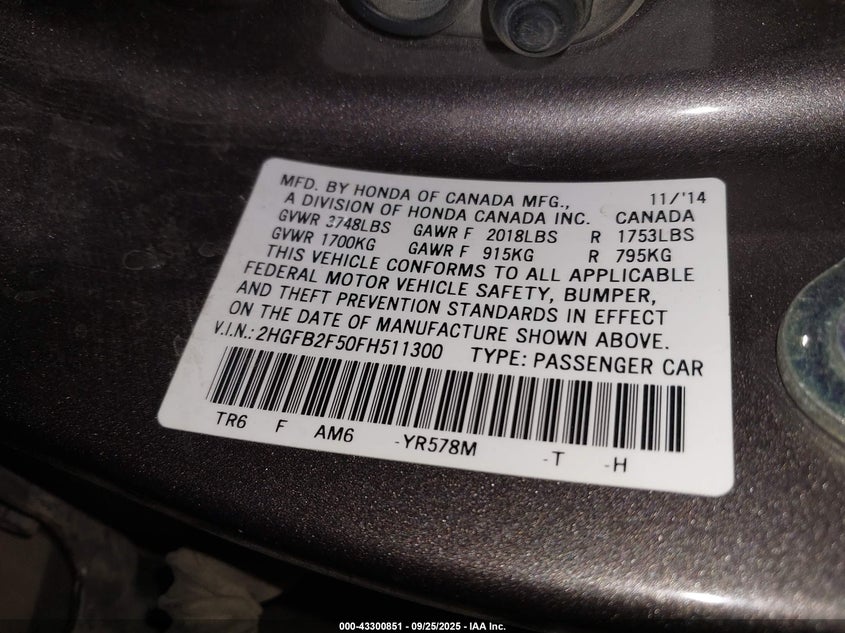 MFD. BY HONDA OF CANADA MFG., 11/'14
A DIVISION OF HONDA CANADA INC. CANADA
GVWR 3748LBS GAWR F 2018LBS R 1753LBS
GVWR 1700KG GAWR F 915KG R 795KG
THIS VEHICLE CONFORMS TO ALL APPLICABLE
FEDERAL MOTOR VEHICLE SAFETY, BUMPER,
AND THEFT PREVENTION STANDARDS IN EFFECT
ON THE DATE OF MANUFACTURE SHOWN ABOVE.
V.I.N.: 2HGFB2F50FH511300 TYPE: PASSENGER CAR
TR6 F AM6 -YR578M -T -H
000-43300851 - 09/25/2025 - IAA Inc.